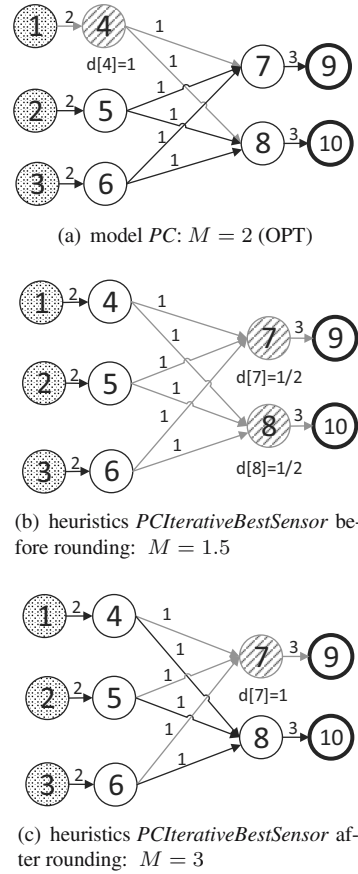 1 2 4 1 7 3 9
d[4]=1 1
2 2 5 1 1 8 3 10
1
3 2 6 1
(a) model PC: M = 2 (OPT)
1 2 4 1 7 3 9
1
2 2 5 1 d[7]=1/2
1 8 3 10
1
3 2 6 1 d[8]=1/2
(b) heuristics PCIterativeBestSensor be-
fore rounding: M = 1.5
1 2 4 1 7 3 9
1
2 2 5 1 d[7]=1
1 8 3 10
1
3 2 6 1
(c) heuristics PCIterativeBestSensor af-
ter rounding: M = 3